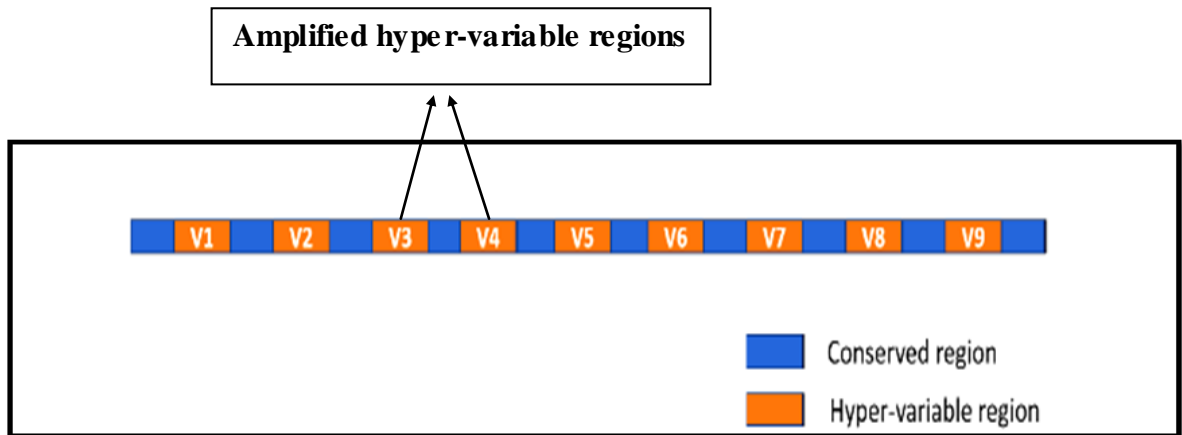 Amplified hyper-variable regions
V1 V2 V3 V4 V5 V6 V7 V8 V9
Conserved region
Hyper-variable region